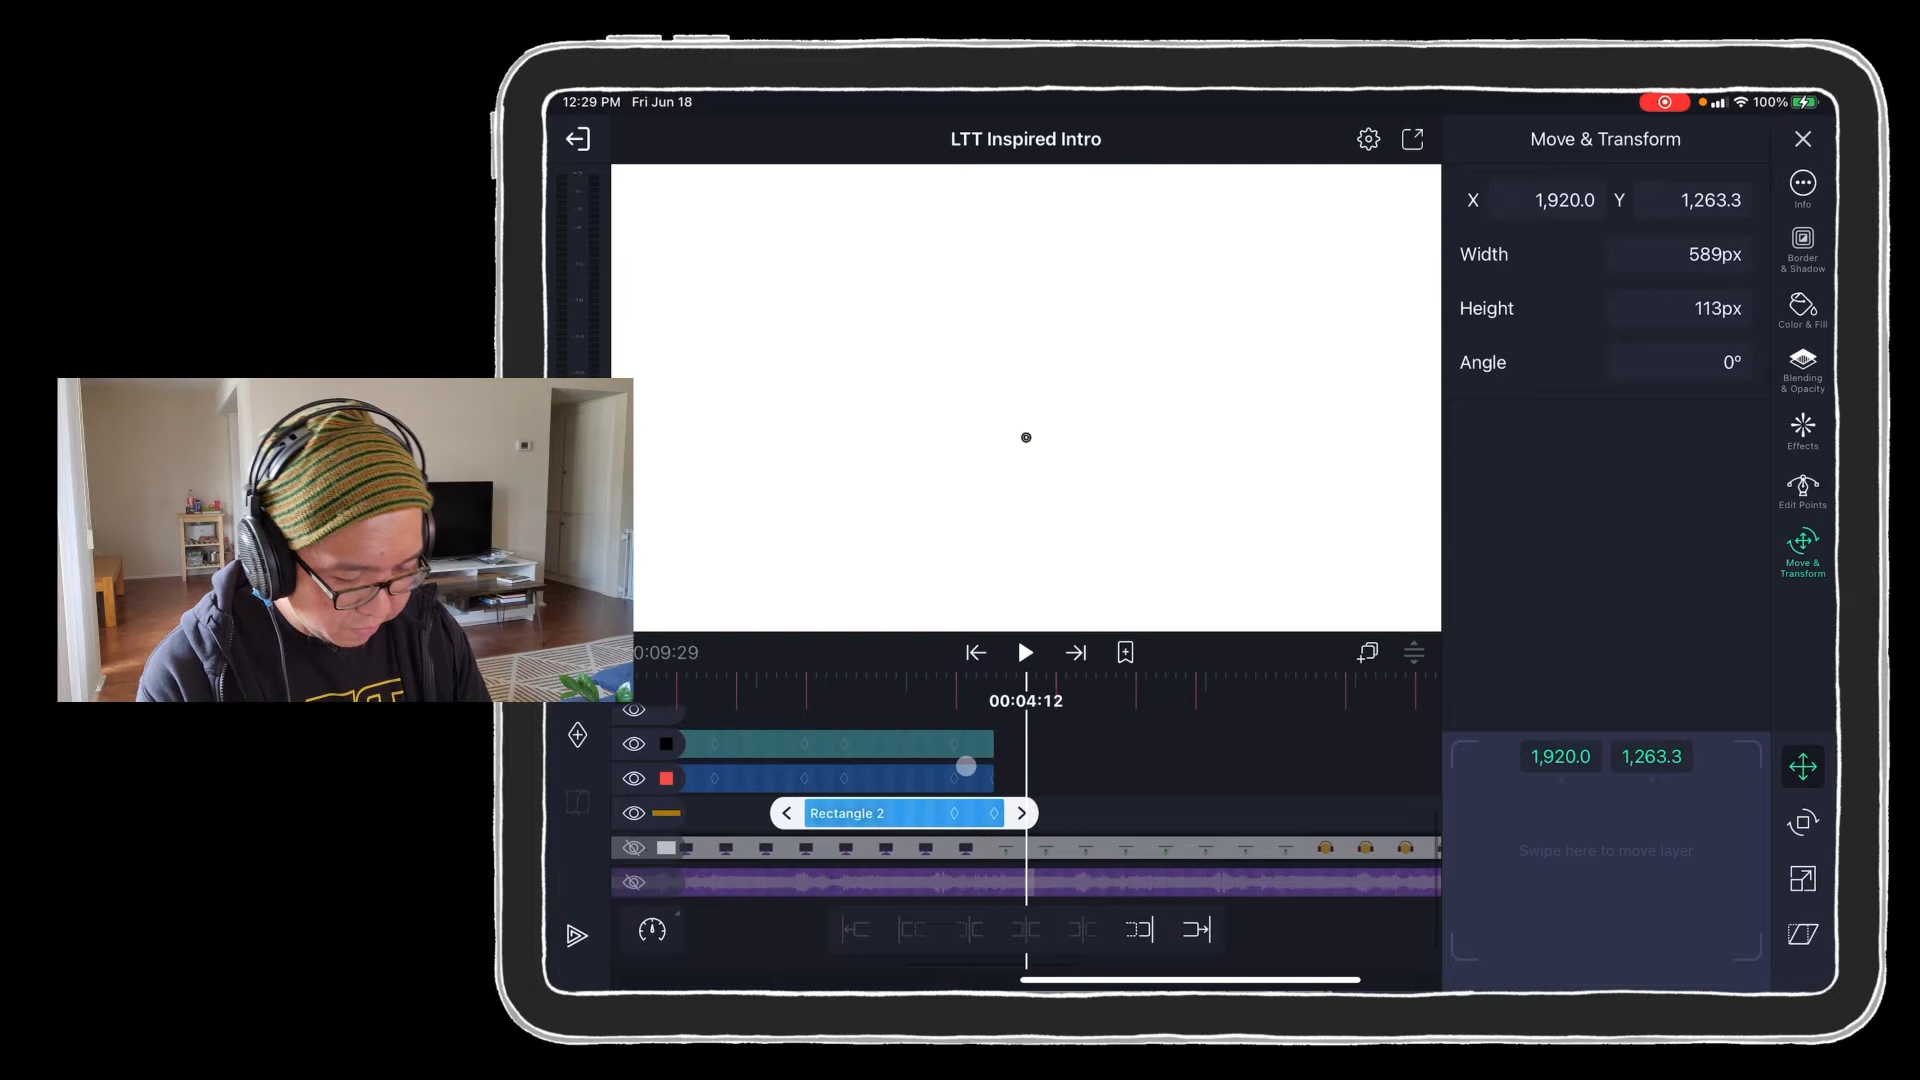 12:29 PM Fri Jun 18
100%
LTT Inspired Intro
Move & Transform
X 1,920.0 Y 1,263.3
Width 589px
Height 113px
Angle 0°
Info
Border
& Shadow
Color & Fill
Blending
& Opacity
Effects
Edit Points
Move &
Transform
0:09:29
00:04:12
Rectangle 2
1,920.0 1,263.3
X Y
Swipe here to move layer